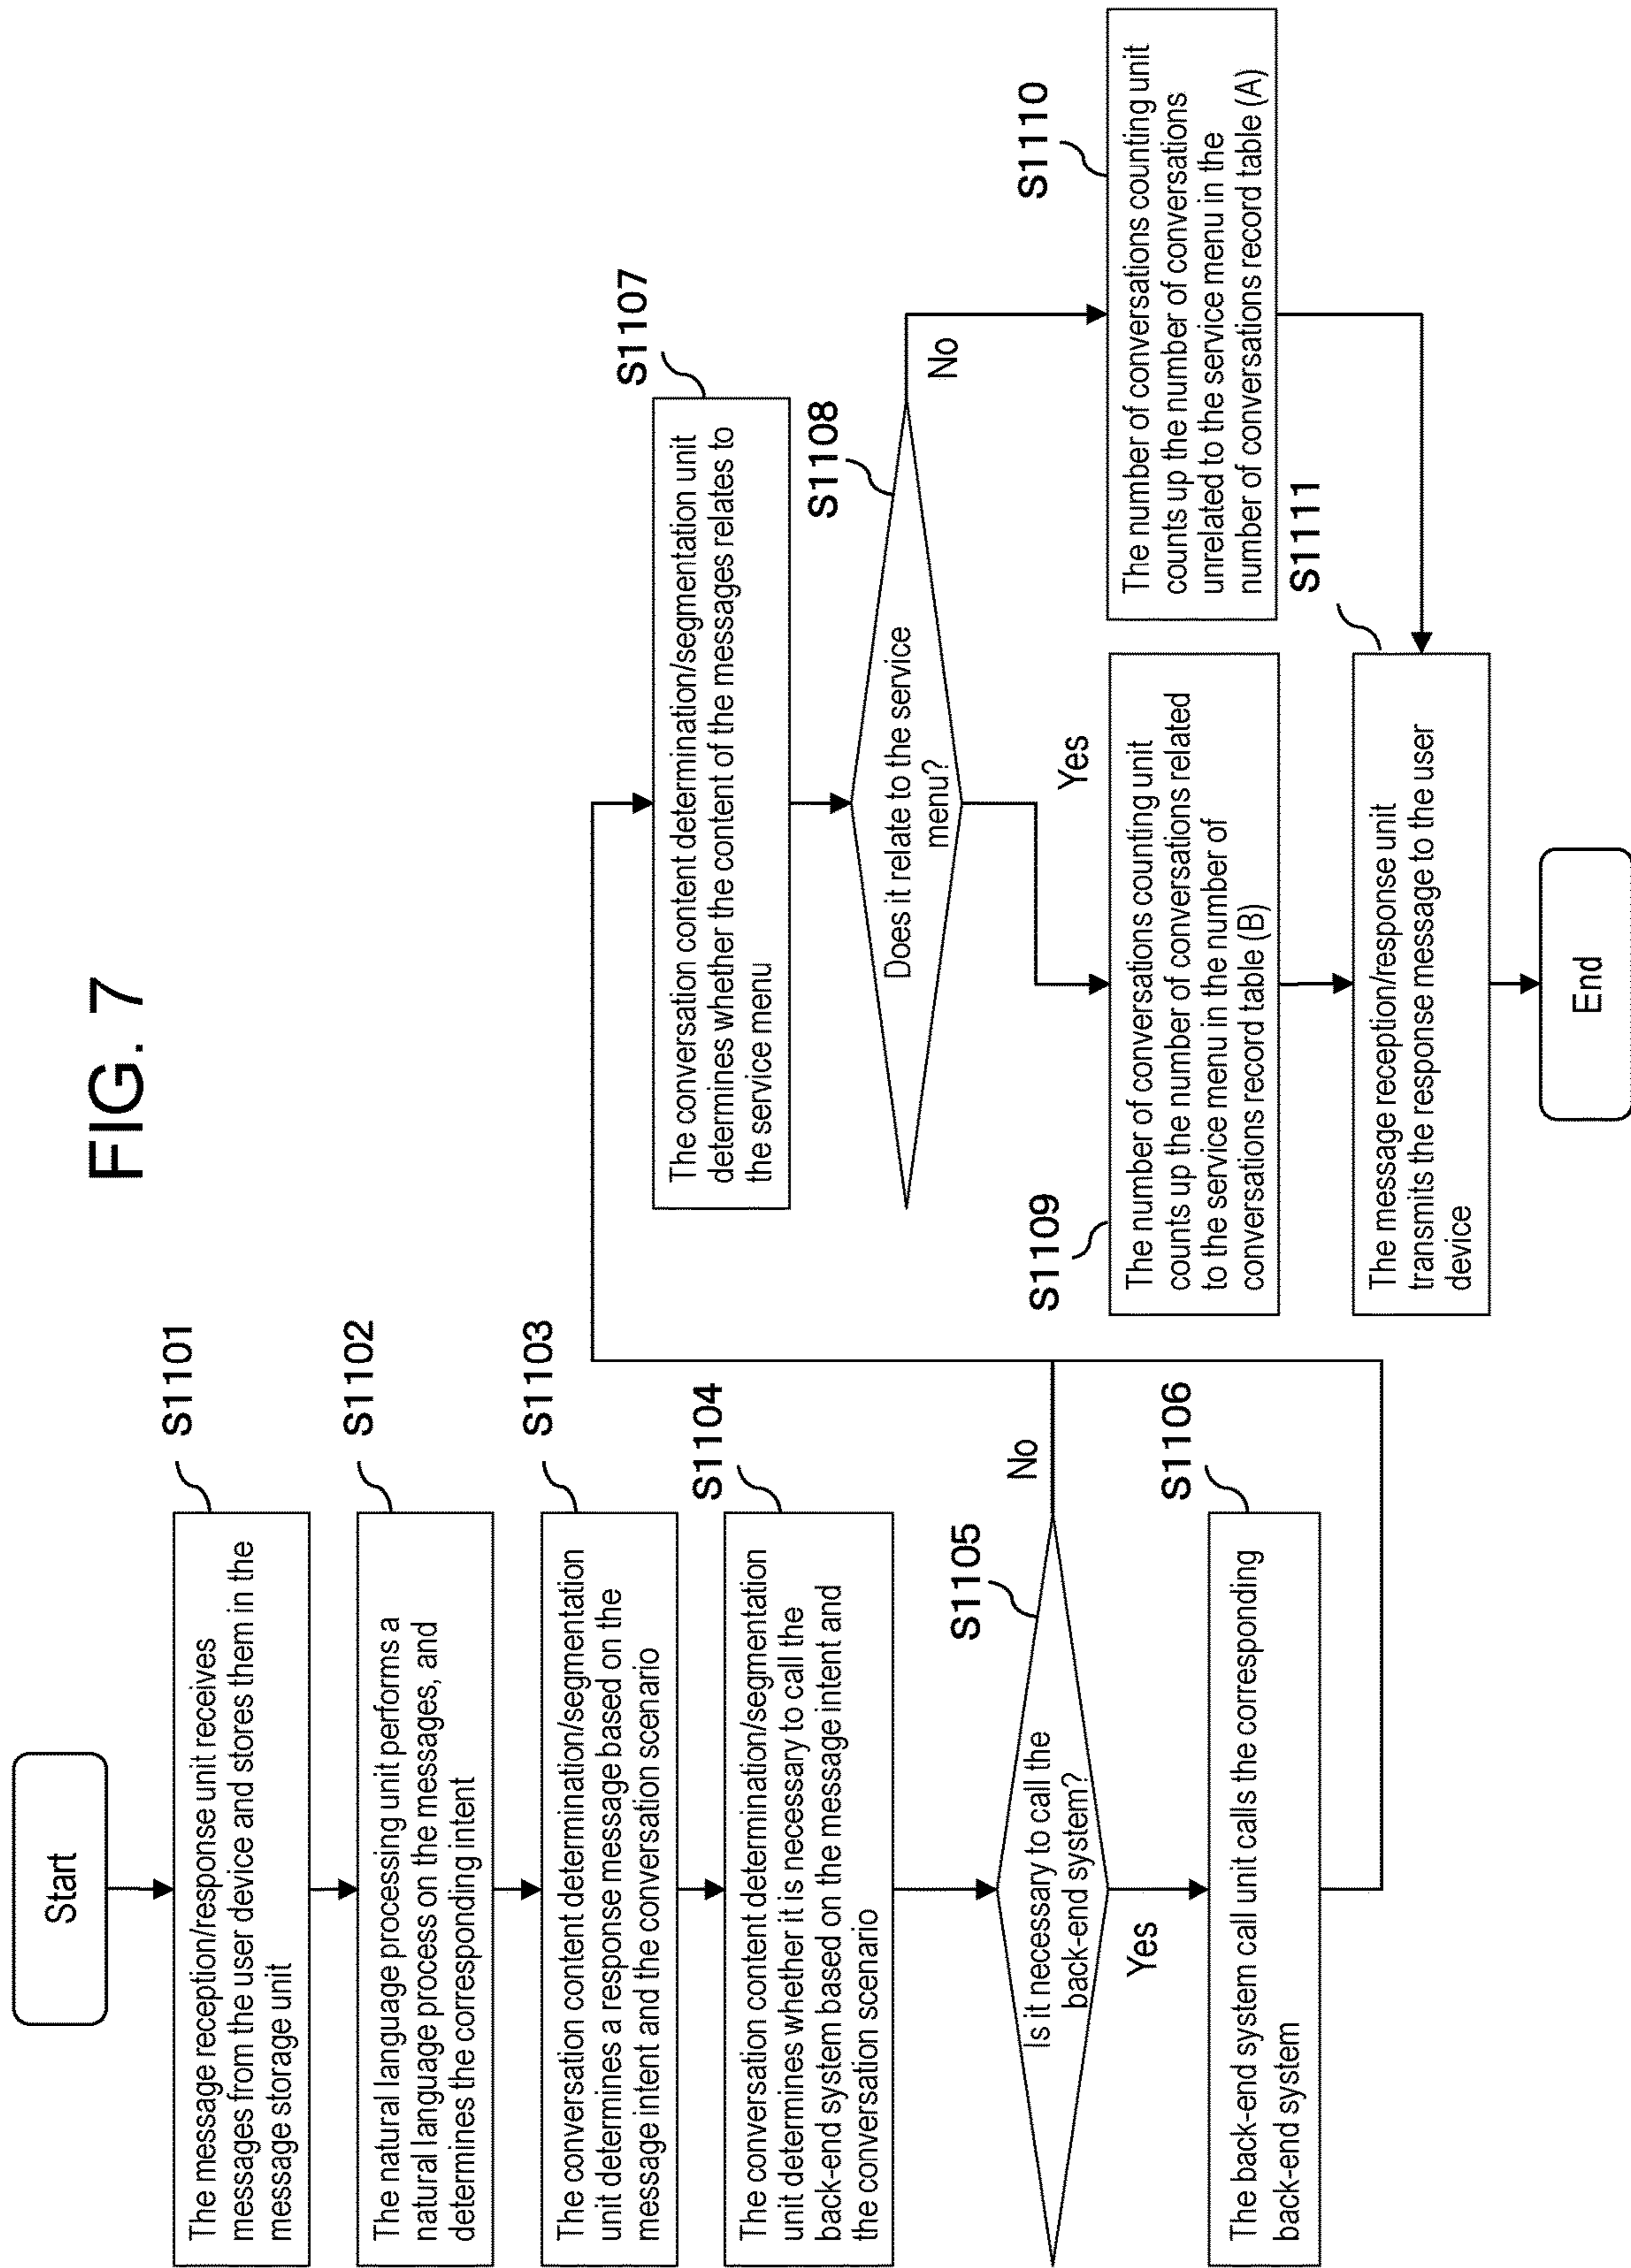 FIG. 7
Start
S1101
The message reception/response unit receives
messages from the user device and stores them in the
message storage unit
S1102
The natural language processing unit performs a
natural language process on the messages, and
determines the corresponding intent
S1103
The conversation content determination/segmentation
unit determines a response message based on the
message intent and the conversation scenario
S1104
The conversation content determination/segmentation
unit determines whether it is necessary to call the
back-end system based on the message intent and
the conversation scenario
S1105
Is it necessary to call the
back-end system?
No
Yes
S1106
The back-end system call unit calls the corresponding
back-end system
S1107
The conversation content determination/segmentation unit
determines whether the content of the messages relates to
the service menu
S1108
Does it relate to the service
menu?
No
Yes
S1109
The number of conversations counting unit
counts up the number of conversations related
to the service menu in the number of
conversations record table (B)
S1110
The number of conversations counting unit
counts up the number of conversations
unrelated to the service menu in the
number of conversations record table (A)
S1111
The message reception/response unit
transmits the response message to the user
device
End